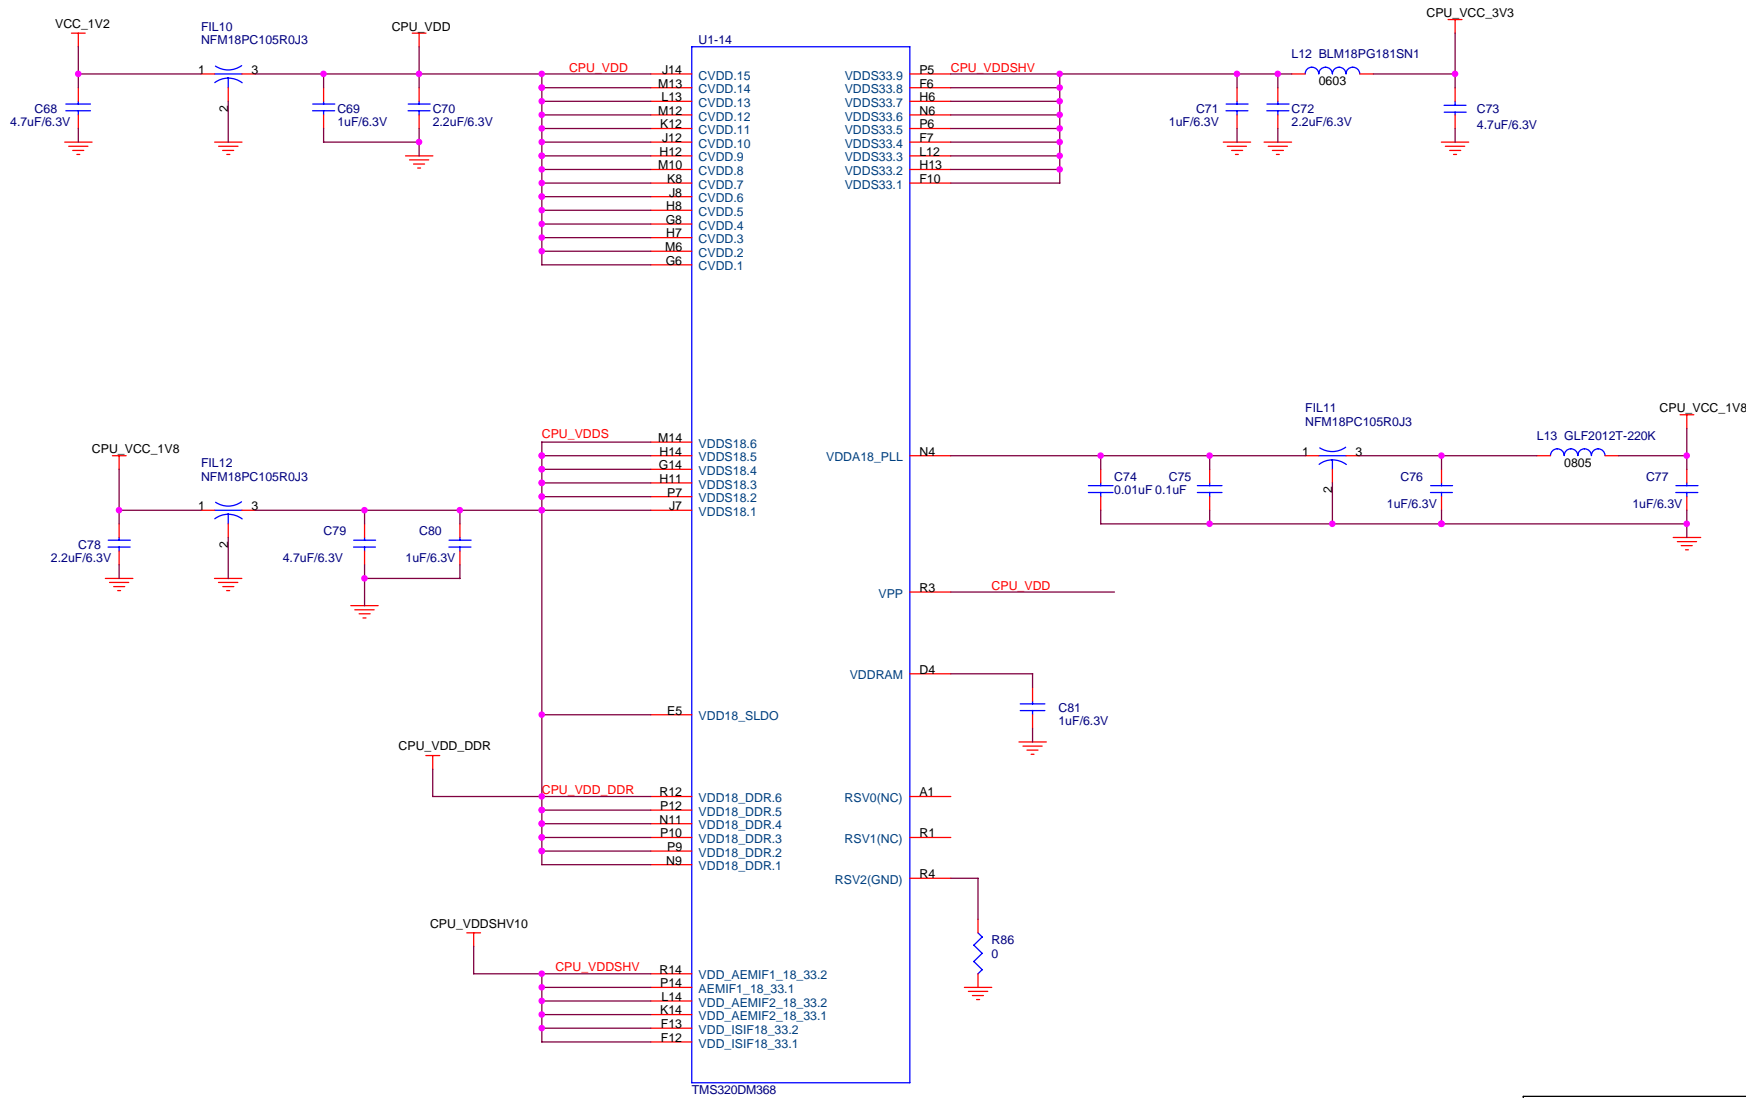 VCC_1V2
FIL10
NFM18PC105R0J3
CPU_VDD
1
3
2
C68
4.7uF/6.3V
C69
1uF/6.3V
C70
2.2uF/6.3V
U1-14
CPU_VDD
J14 CVDD.15
M13 CVDD.14
L13 CVDD.13
M12 CVDD.12
K12 CVDD.11
J12 CVDD.10
H12 CVDD.9
M10 CVDD.8
K8 CVDD.7
J8 CVDD.6
H8 CVDD.5
G8 CVDD.4
H7 CVDD.3
M6 CVDD.2
G6 CVDD.1
VDDS33.9 P5 CPU_VDDSHV
VDDS33.8 F6
VDDS33.7 H6
VDDS33.6 N6
VDDS33.5 P6
VDDS33.4 F7
VDDS33.3 L12
VDDS33.2 H13
VDDS33.1 F10
CPU_VCC_3V3
L12 BLM18PG181SN1
0603
C71
1uF/6.3V
C72
2.2uF/6.3V
C73
4.7uF/6.3V
CPU_VCC_1V8
FIL12
NFM18PC105R0J3
1
3
2
C78
2.2uF/6.3V
C79
4.7uF/6.3V
C80
1uF/6.3V
CPU_VDDS
M14 VDDS18.6
H14 VDDS18.5
G14 VDDS18.4
H11 VDDS18.3
P7 VDDS18.2
J7 VDDS18.1
VDDA18_PLL N4
C74
0.01uF
C75
0.1uF
FIL11
NFM18PC105R0J3
1
3
2
C76
1uF/6.3V
L13 GLF2012T-220K
0805
CPU_VCC_1V8
C77
1uF/6.3V
VPP R3 CPU_VDD
VDDRAM D4
C81
1uF/6.3V
E5 VDD18_SLDO
CPU_VDD_DDR
CPU_VDD_DDR
R12 VDD18_DDR.6
P12 VDD18_DDR.5
N11 VDD18_DDR.4
P10 VDD18_DDR.3
P9 VDD18_DDR.2
N9 VDD18_DDR.1
RSV0(NC) A1
RSV1(NC) R1
RSV2(GND) R4
R86
0
CPU_VDDSHV10
CPU_VDDSHV
R14 VDD_AEMIF1_18_33.2
P14 AEMIF1_18_33.1
L14 VDD_AEMIF2_18_33.2
K14 VDD_AEMIF2_18_33.1
F13 VDD_ISIF18_33.2
F12 VDD_ISIF18_33.1
TMS320DM368